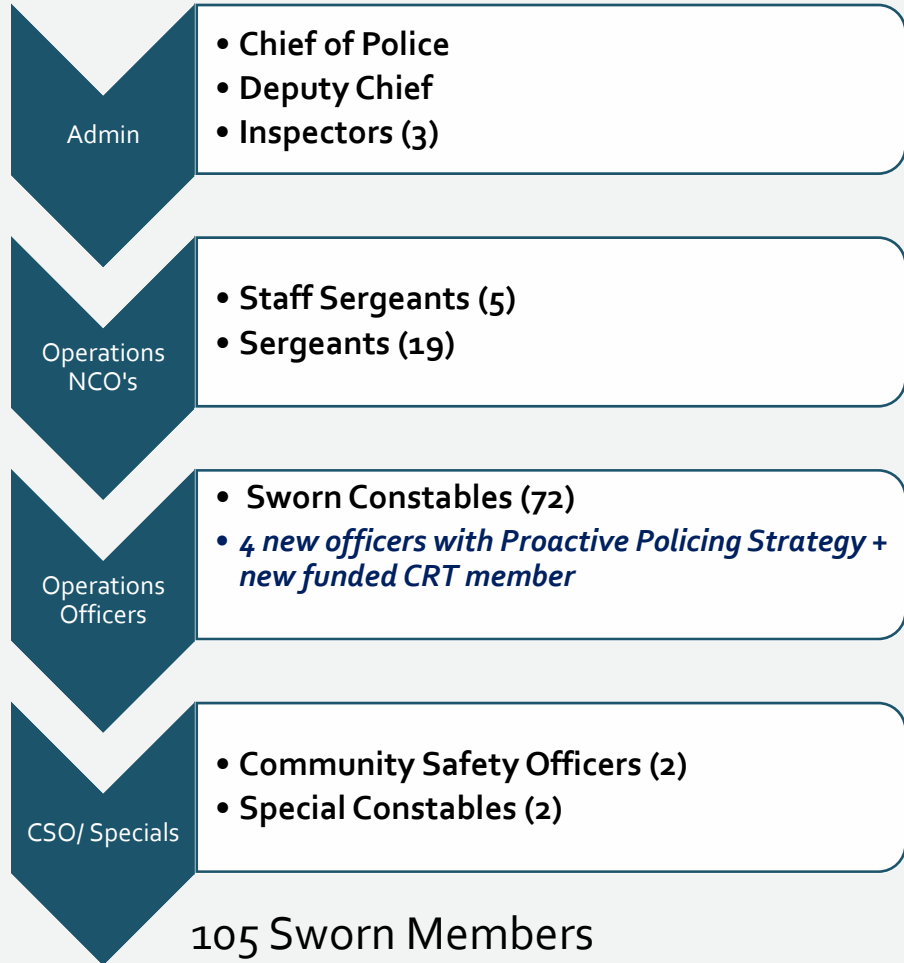 Admin
• Chief of Police
• Deputy Chief
• Inspectors (3)
Operations
NCO's
• Staff Sergeants (5)
• Sergeants (19)
Operations
Officers
• Sworn Constables (72)
• 4 new officers with Proactive Policing Strategy +
new funded CRT member
CSO/ Specials
• Community Safety Officers (2)
• Special Constables (2)
105 Sworn Members